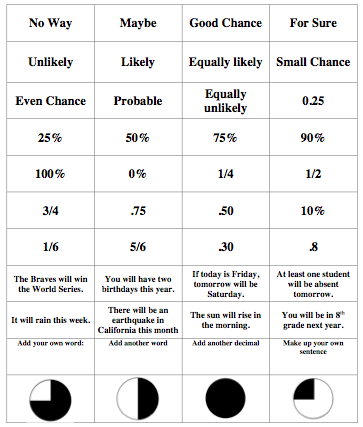 No Way Maybe Good Chance For Sure
Unlikely Likely Equally likely Small Chance
Even Chance Probable Equally unlikely 0.25
25% 50% 75% 90%
100% 0% 1/4 1/2
3/4 .75 .50 10%
1/6 5/6 .30 .8
The Braves will win the World Series. You will have two birthdays this year. If today is Friday, tomorrow will be Saturday. At least one student will be absent tomorrow.
It will rain this week. There will be an earthquake in California this month The sun will rise in the morning. You will be in 8th grade next year.
Add your own word: Add another word Add another decimal Make up your own sentence